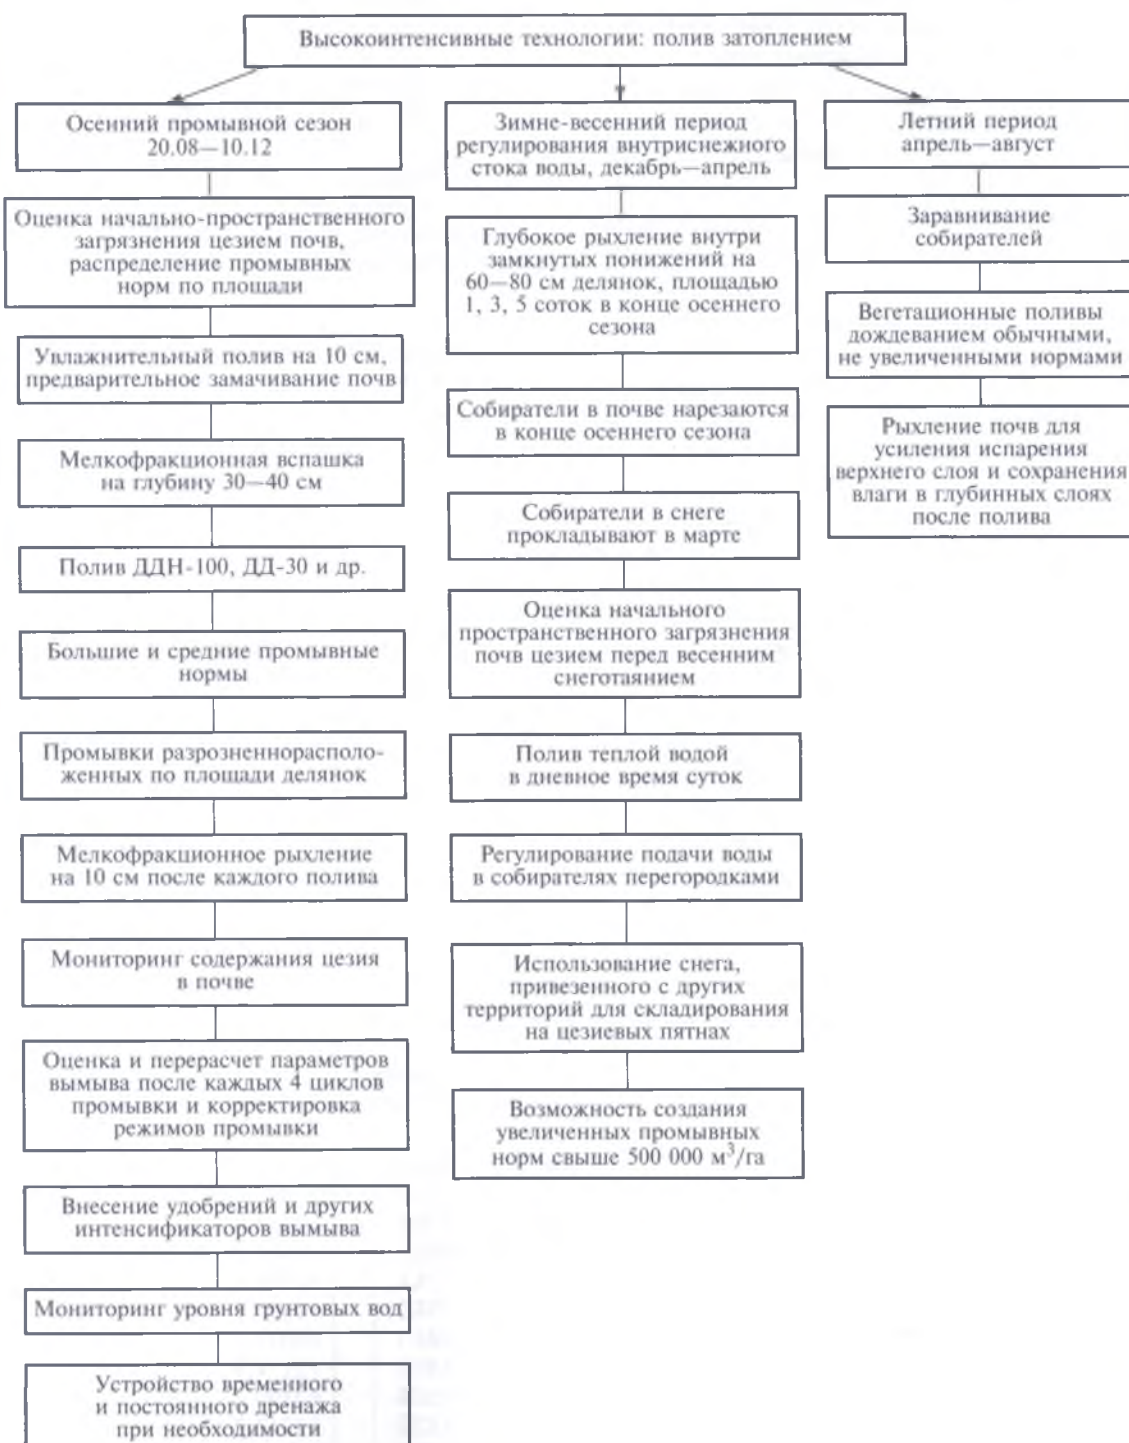 Высокоинтенсивные технологии: полив затоплением
Осенний промывной сезон
20.08—10.12
Оценка начально-пространственного
загрязнения цезием почв,
распределение промывных
норм по площади
Увлажнительный полив на 10 см,
предварительное замачивание почв
Мелкофракционная вспашка
на глубину 30—40 см
Полив ДДН-100, ДД-30 и др.
Большие и средние промывные
нормы
Промывки разрозненнорасполо-
женных по площади делянок
Мелкофракционное рыхление
на 10 см после каждого полива
Мониторинг содержания цезия
в почве
Оценка и перерасчет параметров
вымыва после каждых 4 циклов
промывки и корректировка
режимов промывки
Внесение удобрений и других
интенсификаторов вымыва
Мониторинг уровня грунтовых вод
Устройство временного
и постоянного дренажа
при необходимости
Зимне-весенний период
регулирования внутриснежного
стока воды, декабрь—апрель
Глубокое рыхление внутри
замкнутых понижений на
60—80 см делянок, площадью
1, 3, 5 соток в конце осеннего
сезона
Собиратели в почве нарезаются
в конце осеннего сезона
Собиратели в снеге
прокладывают в марте
Оценка начального
пространственного загрязнения
почв цезием перед весенним
снеготаянием
Полив теплой водой
в дневное время суток
Регулирование подачи воды
в собирателях перегородками
Использование снега,
привезенного с других
территорий для складирования
на цезиевых пятнах
Возможность создания
увеличенных промывных
норм свыше 500 000 м³/га
Летний период
апрель—август
Заравнивание
собирателей
Вегетационные поливы
дождеванием обычными,
не увеличенными нормами
Рыхление почв для
усиления испарения
верхнего слоя и сохранения
влаги в глубинных слоях
после полива